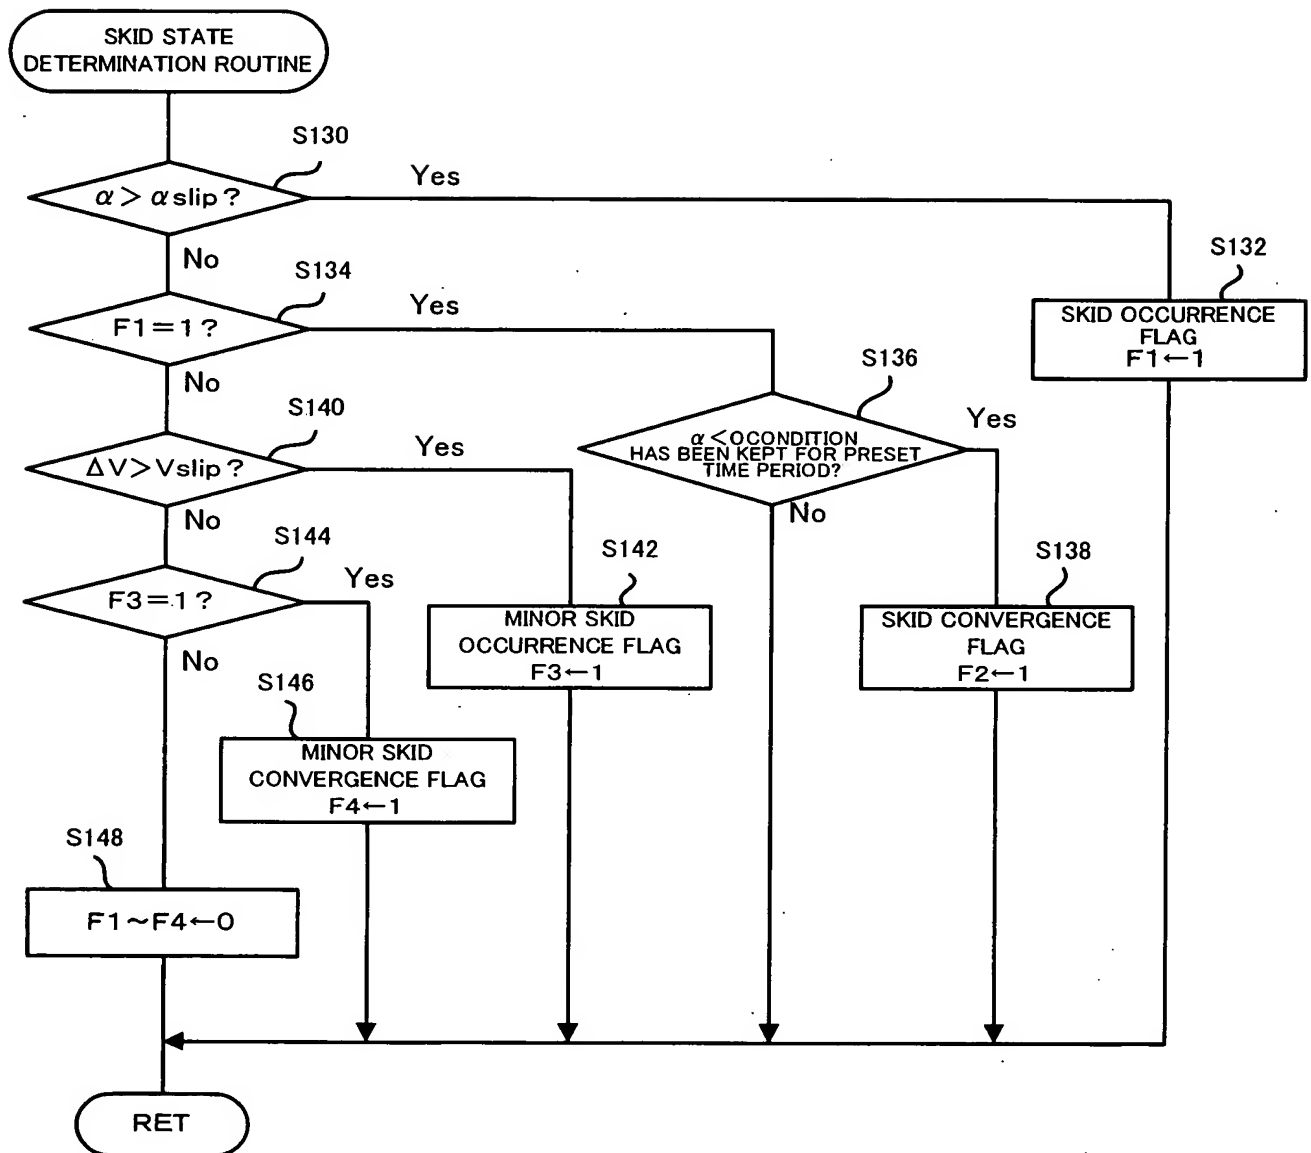 SKID STATE
DETERMINATION ROUTINE
S130
α > α slip ?
Yes
No
S132
SKID OCCURRENCE
FLAG
F1←1
S134
F1=1?
Yes
No
S136
α<0CONDITION
HAS BEEN KEPT FOR PRESET
TIME PERIOD?
Yes
No
S138
SKID CONVERGENCE
FLAG
F2←1
S140
ΔV>Vslip?
Yes
No
S142
MINOR SKID
OCCURRENCE FLAG
F3←1
S144
F3=1?
Yes
No
S146
MINOR SKID
CONVERGENCE FLAG
F4←1
S148
F1~F4←0
RET